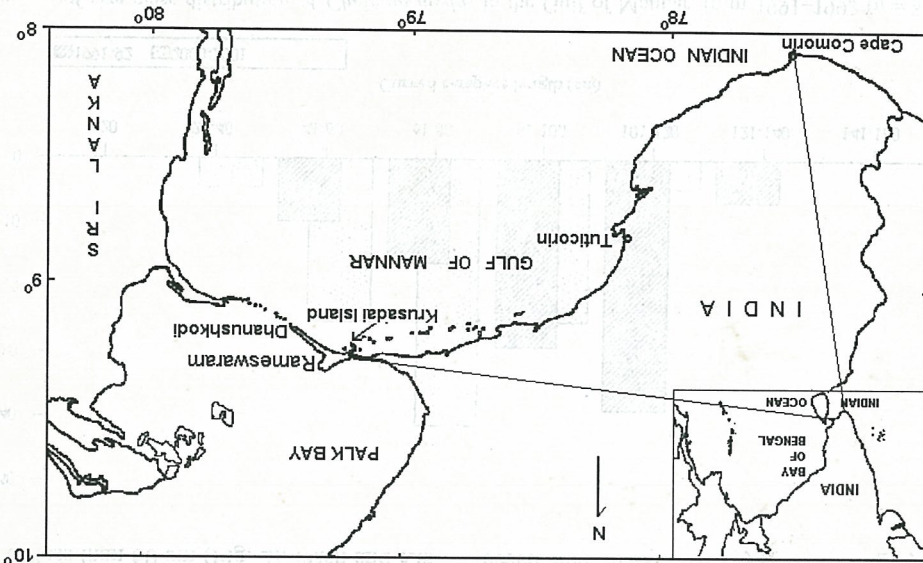 10°
N
INDIA
BAY
OF
BENGAL
INDIAN
OCEAN
PALK BAY
Rameswaram
Dhanushkodi
Krusadai Island
INDIA
9°
GULF OF MANNAR
Tuticorin
SRI LANKA
Cape Comorin
INDIAN OCEAN
8°
78°
79°
80°